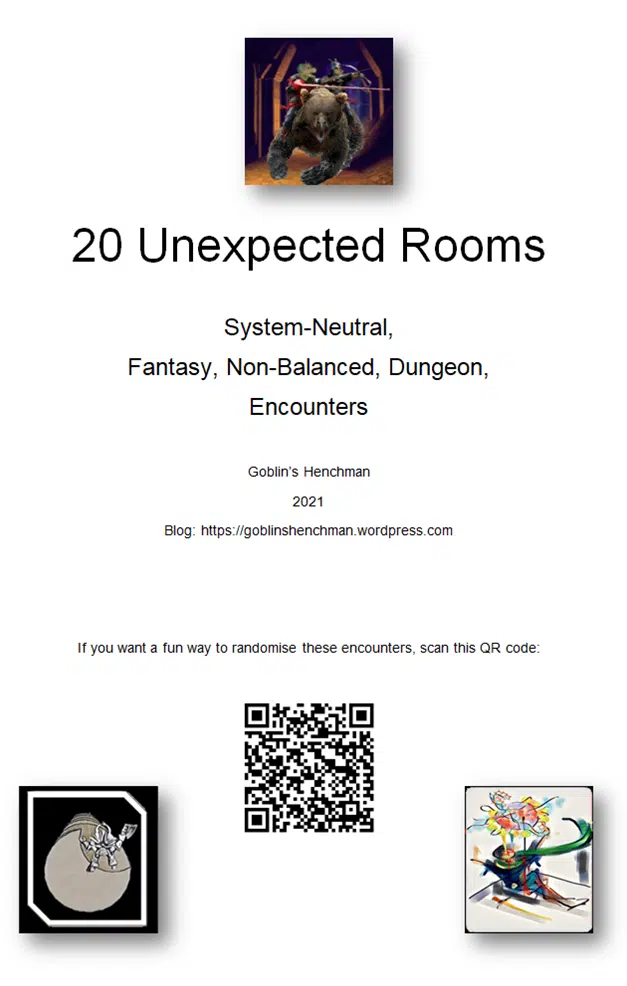 20 Unexpected Rooms
System-Neutral,
Fantasy, Non-Balanced, Dungeon,
Encounters
Goblin's Henchman
2021
Blog: https://goblinshenchman.wordpress.com
If you want a fun way to randomise these encounters, scan this QR code: